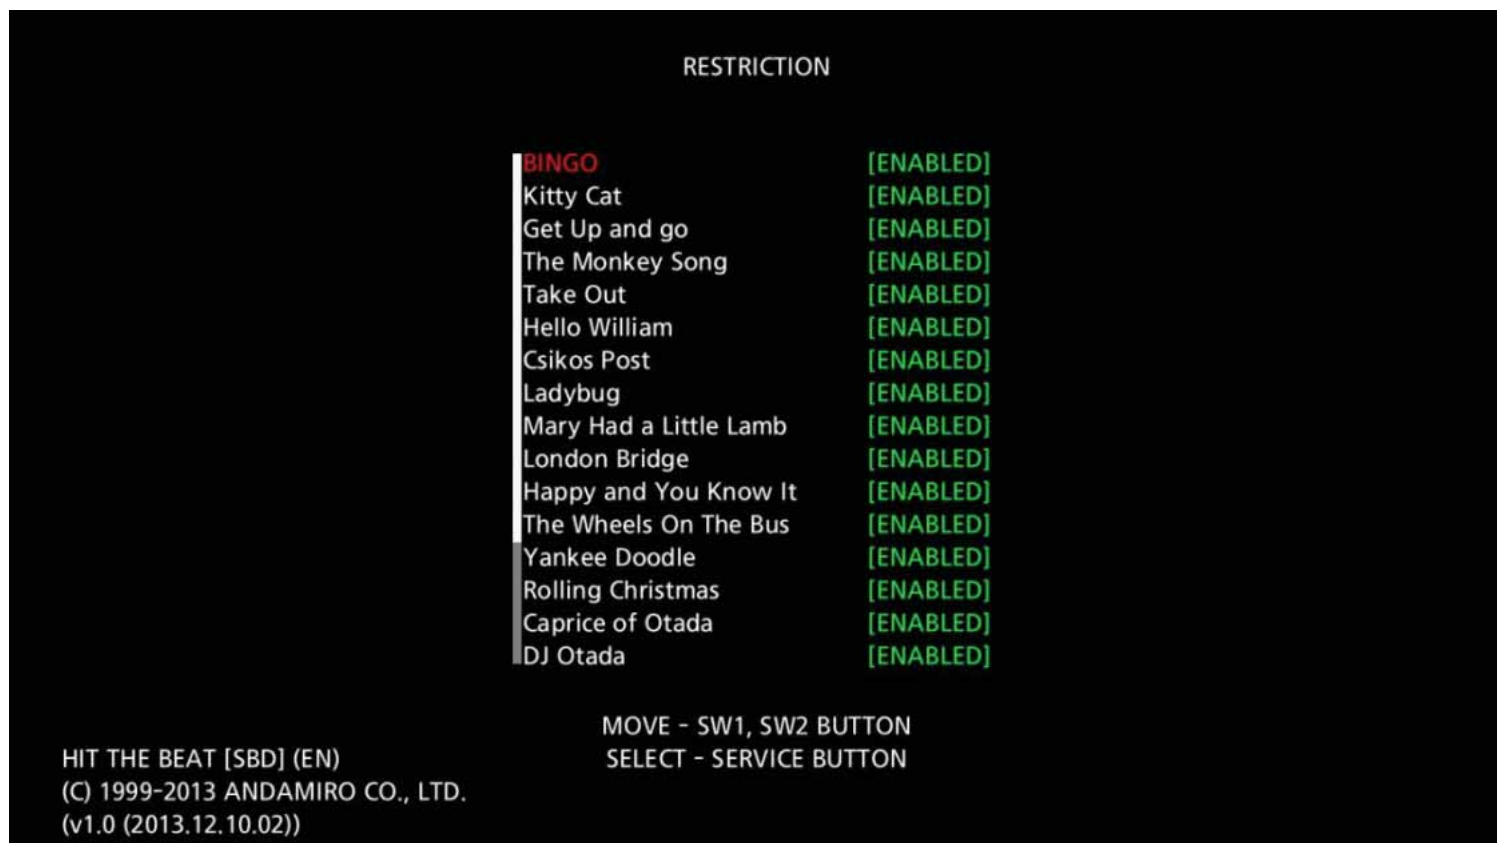 RESTRICTION
BINGO [ENABLED]
Kitty Cat [ENABLED]
Get Up and go [ENABLED]
The Monkey Song [ENABLED]
Take Out [ENABLED]
Hello William [ENABLED]
Csikos Post [ENABLED]
Ladybug [ENABLED]
Mary Had a Little Lamb [ENABLED]
London Bridge [ENABLED]
Happy and You Know It [ENABLED]
The Wheels On The Bus [ENABLED]
Yankee Doodle [ENABLED]
Rolling Christmas [ENABLED]
Caprice of Otada [ENABLED]
DJ Otada [ENABLED]
MOVE - SW1, SW2 BUTTON
SELECT - SERVICE BUTTON
HIT THE BEAT [SBD] (EN)
(C) 1999-2013 ANDAMIRO CO., LTD.
(v1.0 (2013.12.10.02))